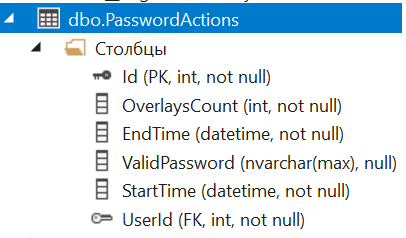 dbo.PasswordActions
Столбцы
Id (PK, int, not null)
OverlaysCount (int, not null)
EndTime (datetime, not null)
ValidPassword (nvarchar(max), null)
StartTime (datetime, not null)
UserId (FK, int, not null)